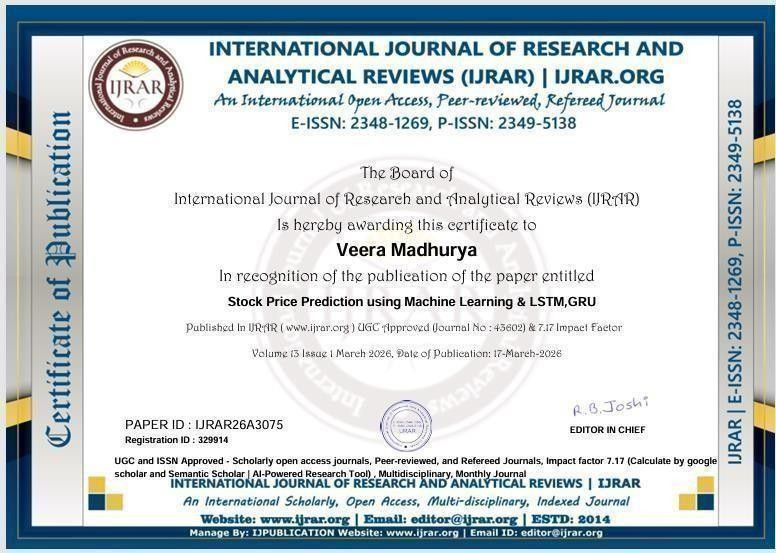 INTERNATIONAL JOURNAL OF RESEARCH AND
ANALYTICAL REVIEWS (IJRAR) | IJRAR.ORG
An International Open Access, Peer-reviewed, Refereed Journal
E-ISSN: 2348-1269, P-ISSN: 2349-5138
International Journal of Research and Analytical Reviews
IJRAR
Certificate of Publication
The Board of
International Journal of Research and Analytical Reviews (IJRAR)
Is hereby awarding this certificate to
Veera Madhurya
In recognition of the publication of the paper entitled
Stock Price Prediction using Machine Learning & LSTM,GRU
Published In IJRAR ( www.ijrar.org ) UGC Approved (Journal No : 43602) & 7.17 Impact Factor
Volume 13 Issue 1 March 2026, Date of Publication: 17-March-2026
PAPER ID : IJRAR26A3075
Registration ID : 329914
IJRAR
R.B.Joshi
EDITOR IN CHIEF
UGC and ISSN Approved - Scholarly open access journals, Peer-reviewed, and Refereed Journals, Impact factor 7.17 (Calculate by google
scholar and Semantic Scholar | AI-Powered Research Tool) , Multidisciplinary, Monthly Journal
INTERNATIONAL JOURNAL OF RESEARCH AND ANALYTICAL REVIEWS | IJRAR
An International Scholarly, Open Access, Multi-disciplinary, Indexed Journal
Website: www.ijrar.org | Email: editor@ijrar.org | ESTD: 2014
Manage By: IJPUBLICATION Website: www.ijrar.org | Email ID: editor@ijrar.org
IJRAR | E-ISSN: 2348-1269, P-ISSN: 2349-5138